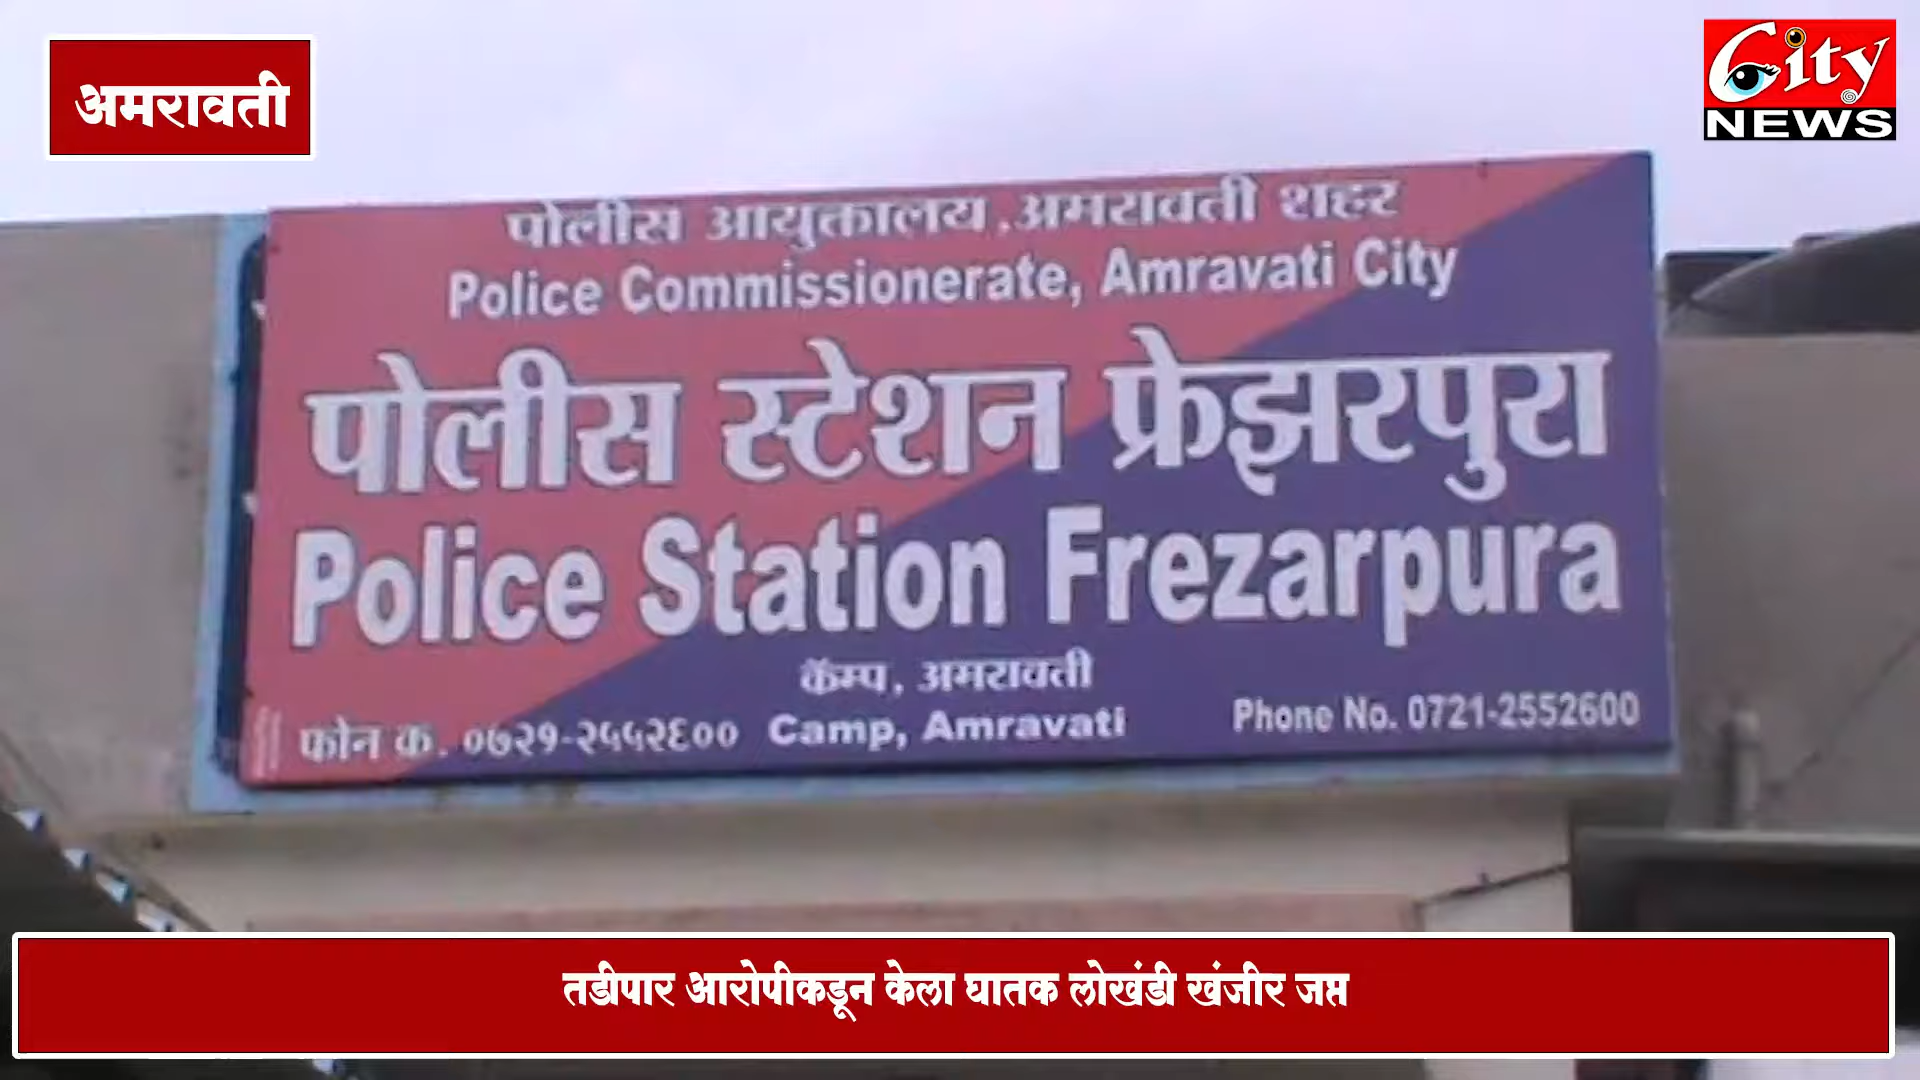 अमरावती
City
NEWS
पोलीस आयुक्तालय, अमरावती शहर
Police Commissionerate, Amravati City
पोलीस स्टेशन फ्रेझरपुरा
Police Station Frezarpura
कॅम्प, अमरावती
फोन क्र. ०७२१-२५५२६०० Camp, Amravati Phone No. 0721-2552600
तडीपार आरोपीकडून केला घातक लोखंडी खंजीर जप्त